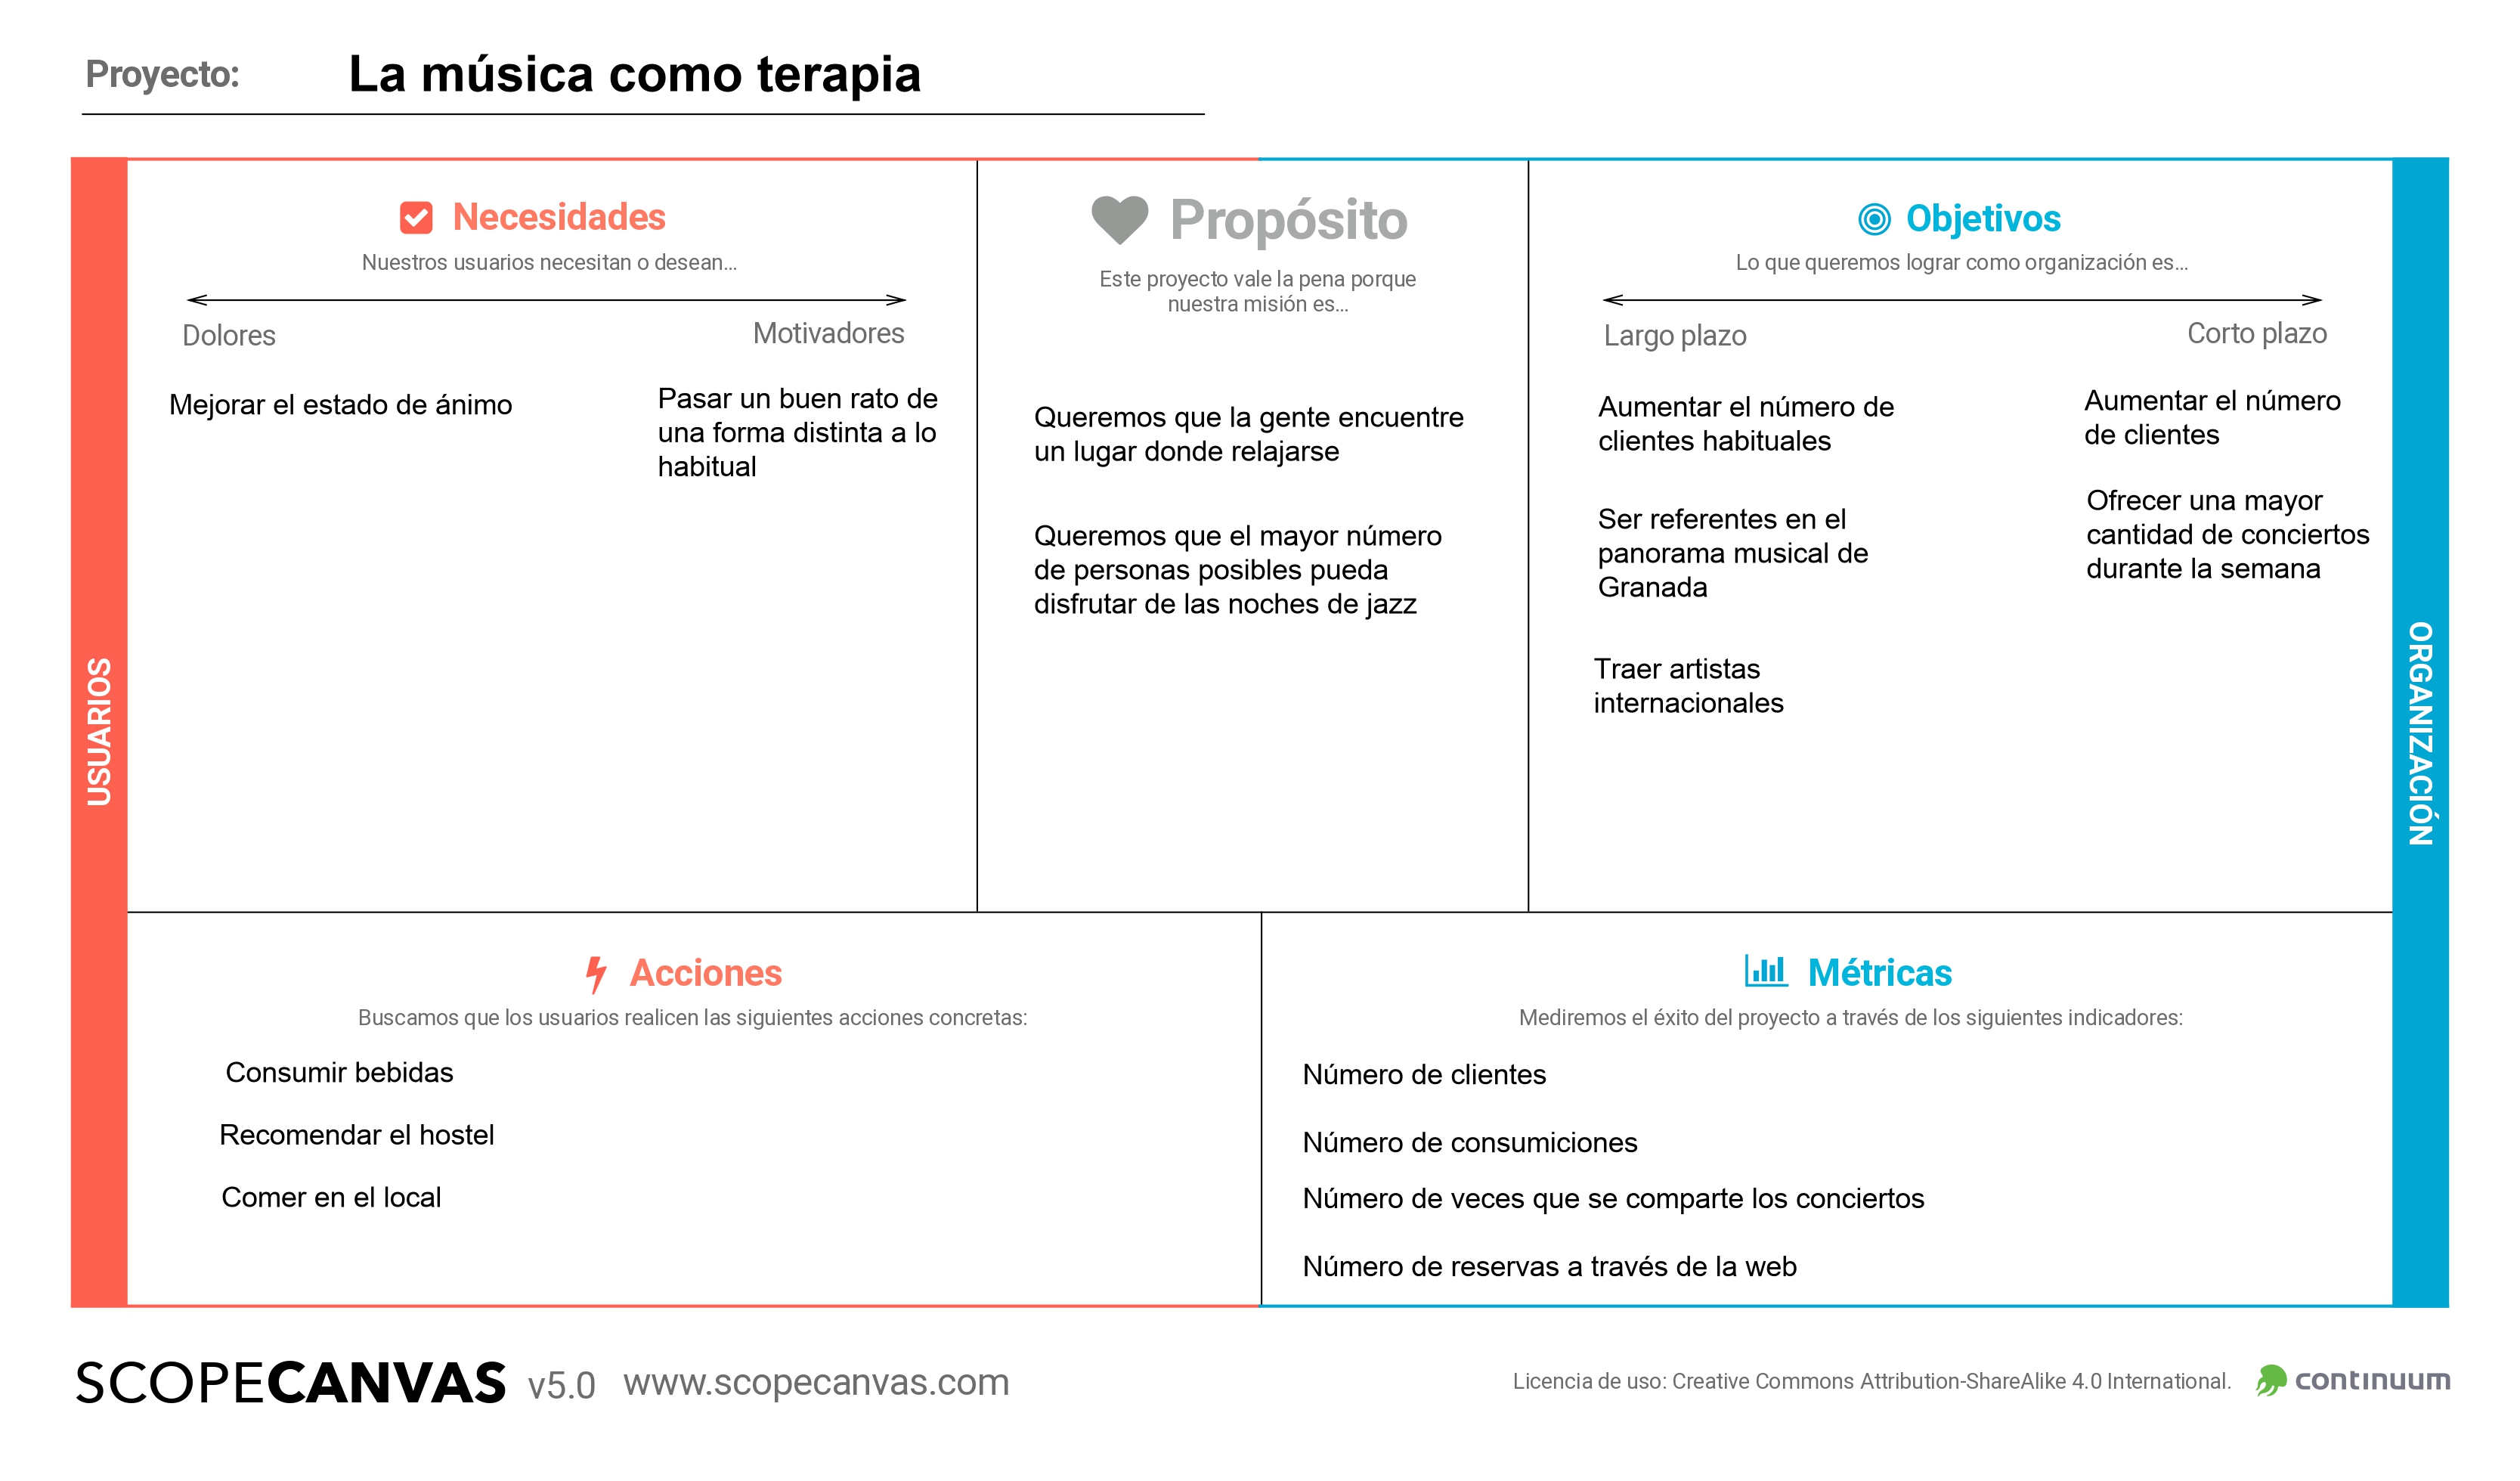 Proyecto: La música como terapia
USUARIOS
Necesidades
Nuestros usuarios necesitan o desean...
Dolores
Motivadores
Mejorar el estado de ánimo
Pasar un buen rato de
una forma distinta a lo
habitual
Propósito
Este proyecto vale la pena porque
nuestra misión es...
Queremos que la gente encuentre
un lugar donde relajarse
Queremos que el mayor número
de personas posibles pueda
disfrutar de las noches de jazz
Objetivos
Lo que queremos lograr como organización es...
Largo plazo
Corto plazo
Aumentar el número de
clientes habituales
Ser referentes en el
panorama musical de
Granada
Traer artistas
internacionales
Aumentar el número
de clientes
Ofrecer una mayor
cantidad de conciertos
durante la semana
ORGANIZACIÓN
Acciones
Buscamos que los usuarios realicen las siguientes acciones concretas:
Consumir bebidas
Recomendar el hostel
Comer en el local
Métricas
Mediremos el éxito del proyecto a través de los siguientes indicadores:
Número de clientes
Número de consumiciones
Número de veces que se comparte los conciertos
Número de reservas a través de la web
SCOPECANVAS v5.0 www.scopecanvas.com
Licencia de uso: Creative Commons Attribution-ShareAlike 4.0 International. continuum